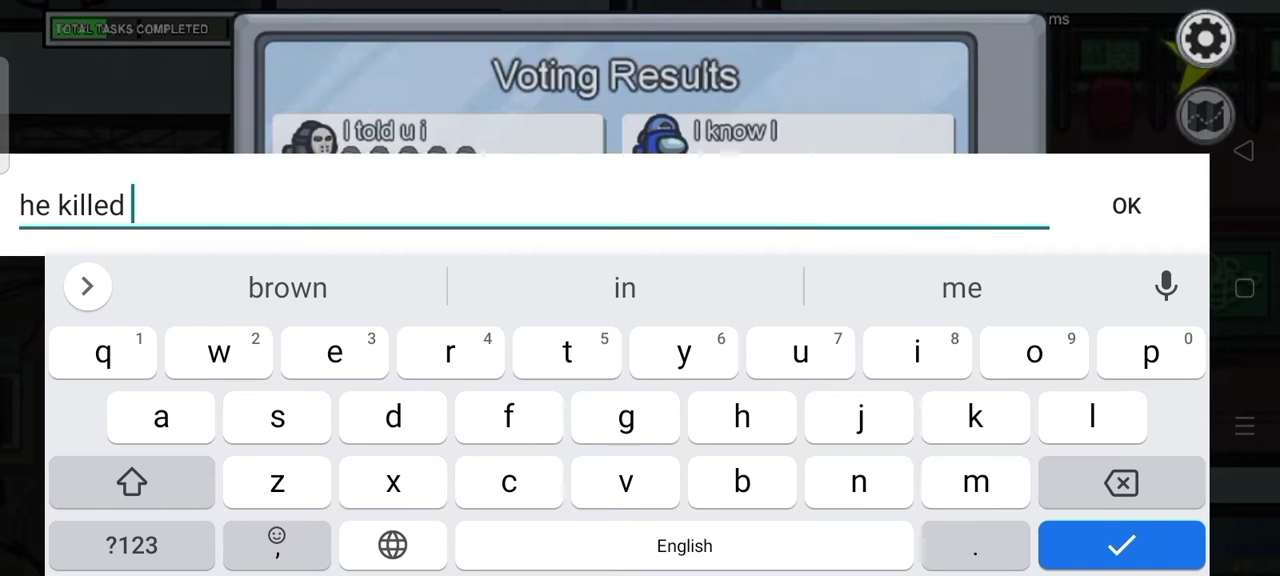 TOTAL TASKS COMPLETED
ms
Voting Results
I told u i
I know I
he killed
OK
brown in me
q 1 w 2 e 3 r 4 t 5 y 6 u 7 i 8 o 9 p 0
a s d f g h j k l
z x c v b n m
?123 , English .